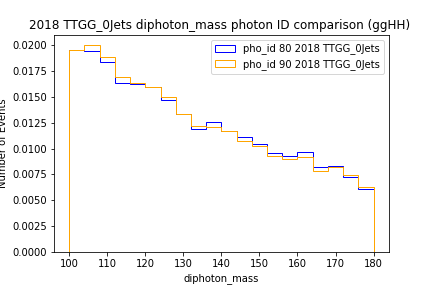 2018 TTGG_0Jets diphoton_mass photon ID comparison (ggHH)
pho_id 80 2018 TTGG_0Jets
pho_id 90 2018 TTGG_0Jets
Number of Events
0.0200
0.0175
0.0150
0.0125
0.0100
0.0075
0.0050
0.0025
0.0000
100 110 120 130 140 150 160 170 180
diphoton_mass